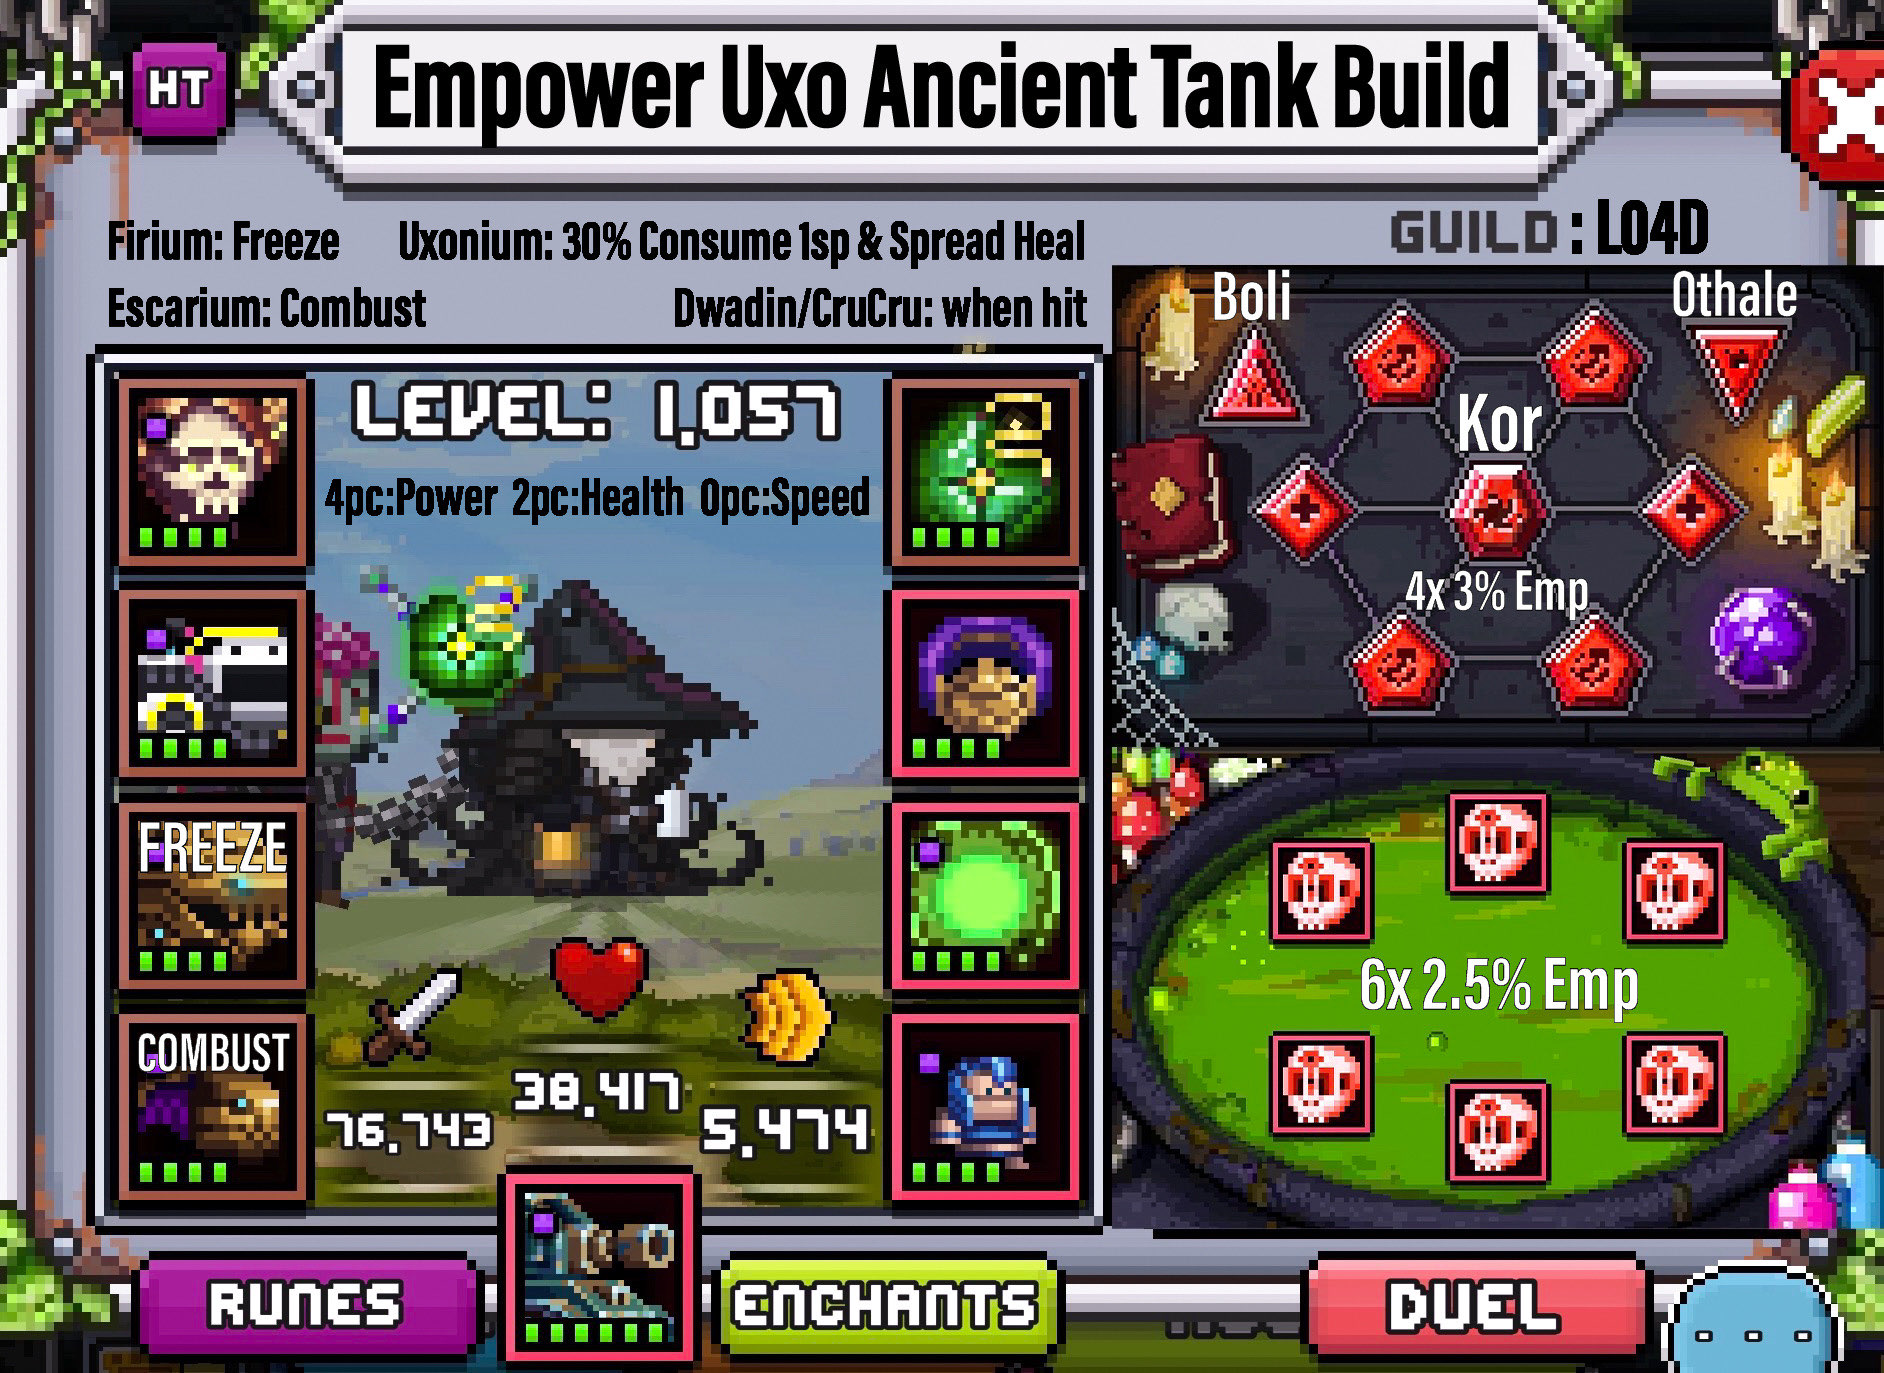 HT
Empower Uxo Ancient Tank Build
Firium: Freeze
Uxonium: 30% Consume 1sp & Spread Heal
GUILD : L04D
Escarium: Combust
Dwadin/CruCru: when hit
Boli
Othale
LEVEL: 1,057
4pc:Power 2pc:Health 0pc:Speed
Kor
4x 3% Emp
FREEZE
6x 2.5% Emp
COMBUST
76,743
38,417
5,474
RUNES
ENCHANTS
DUEL